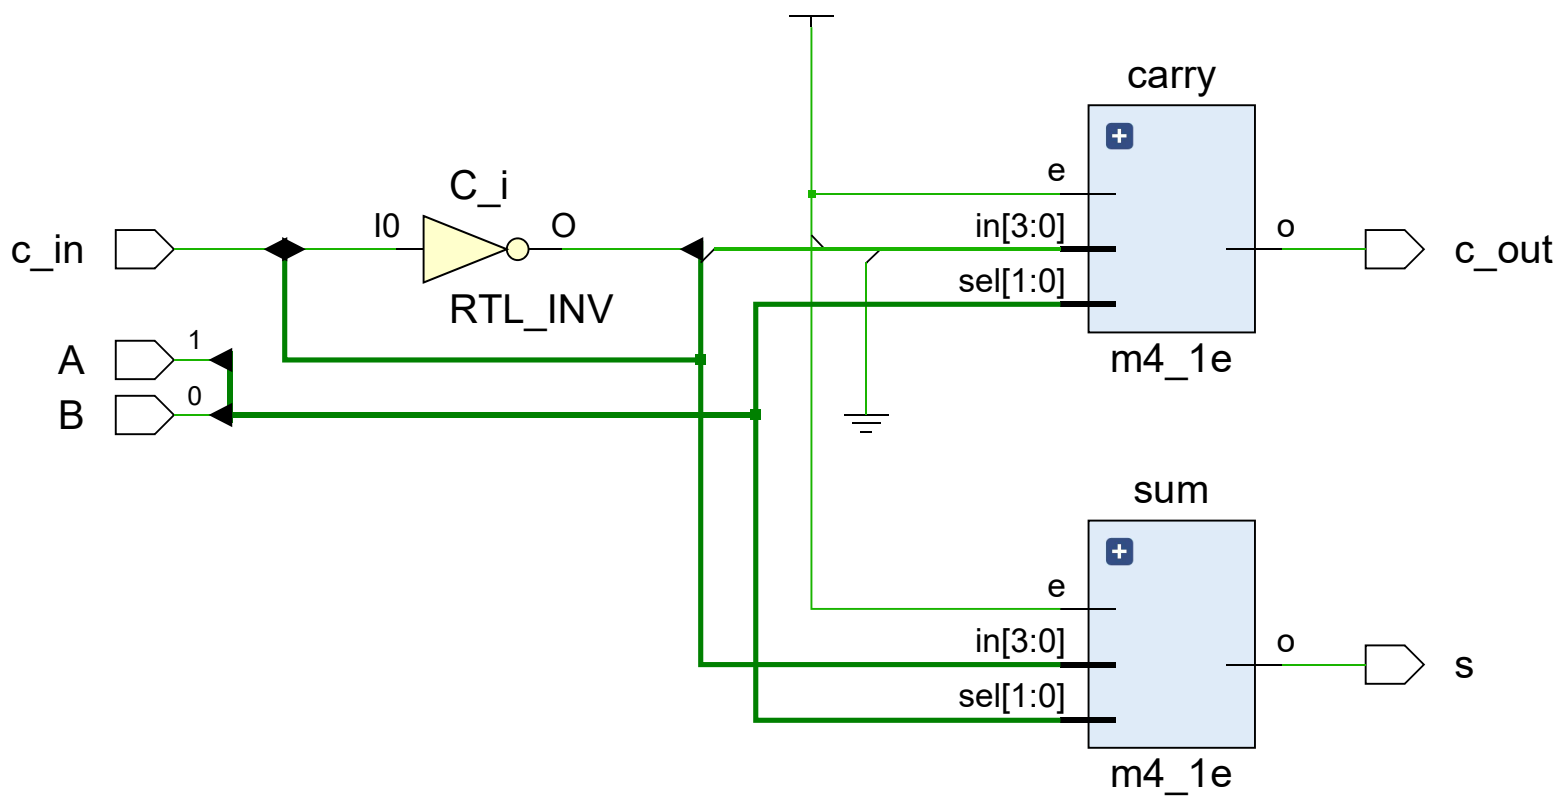 carry
e
C_i
c_in
I0
O
in[3:0]
o
c_out
sel[1:0]
RTL_INV
A
1
m4_1e
B
0
sum
e
in[3:0]
o
s
sel[1:0]
m4_1e